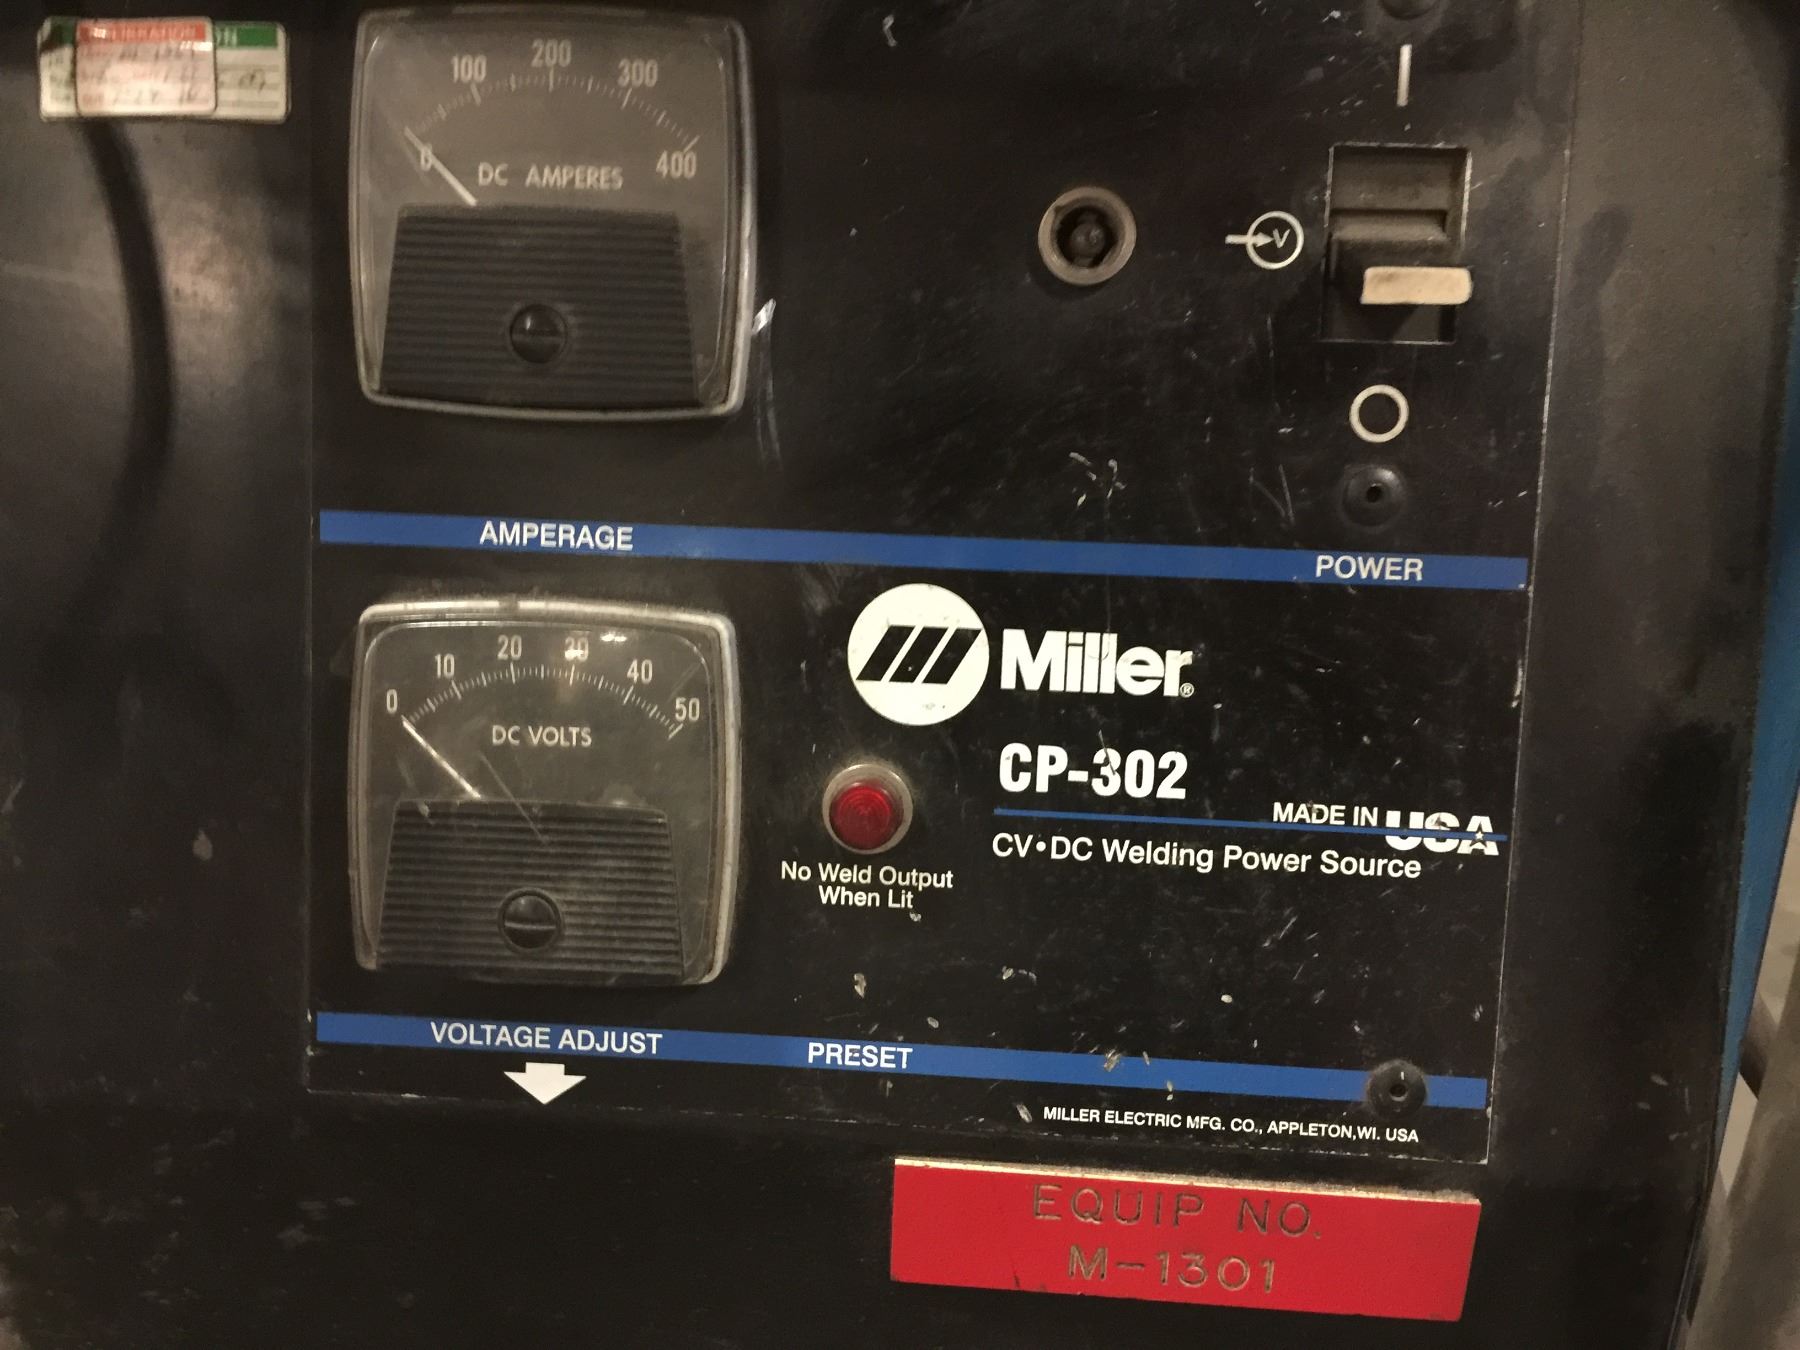 100 200 300
0 400
DC AMPERES
V
AMPERAGE
POWER
0 10 20 30 40 50
DC VOLTS
Miller®
CP-302
MADE IN USA
CV•DC Welding Power Source
No Weld Output
When Lit
VOLTAGE ADJUST
PRESET
MILLER ELECTRIC MFG. CO., APPLETON,WI. USA
EQUIP NO.
M-1301